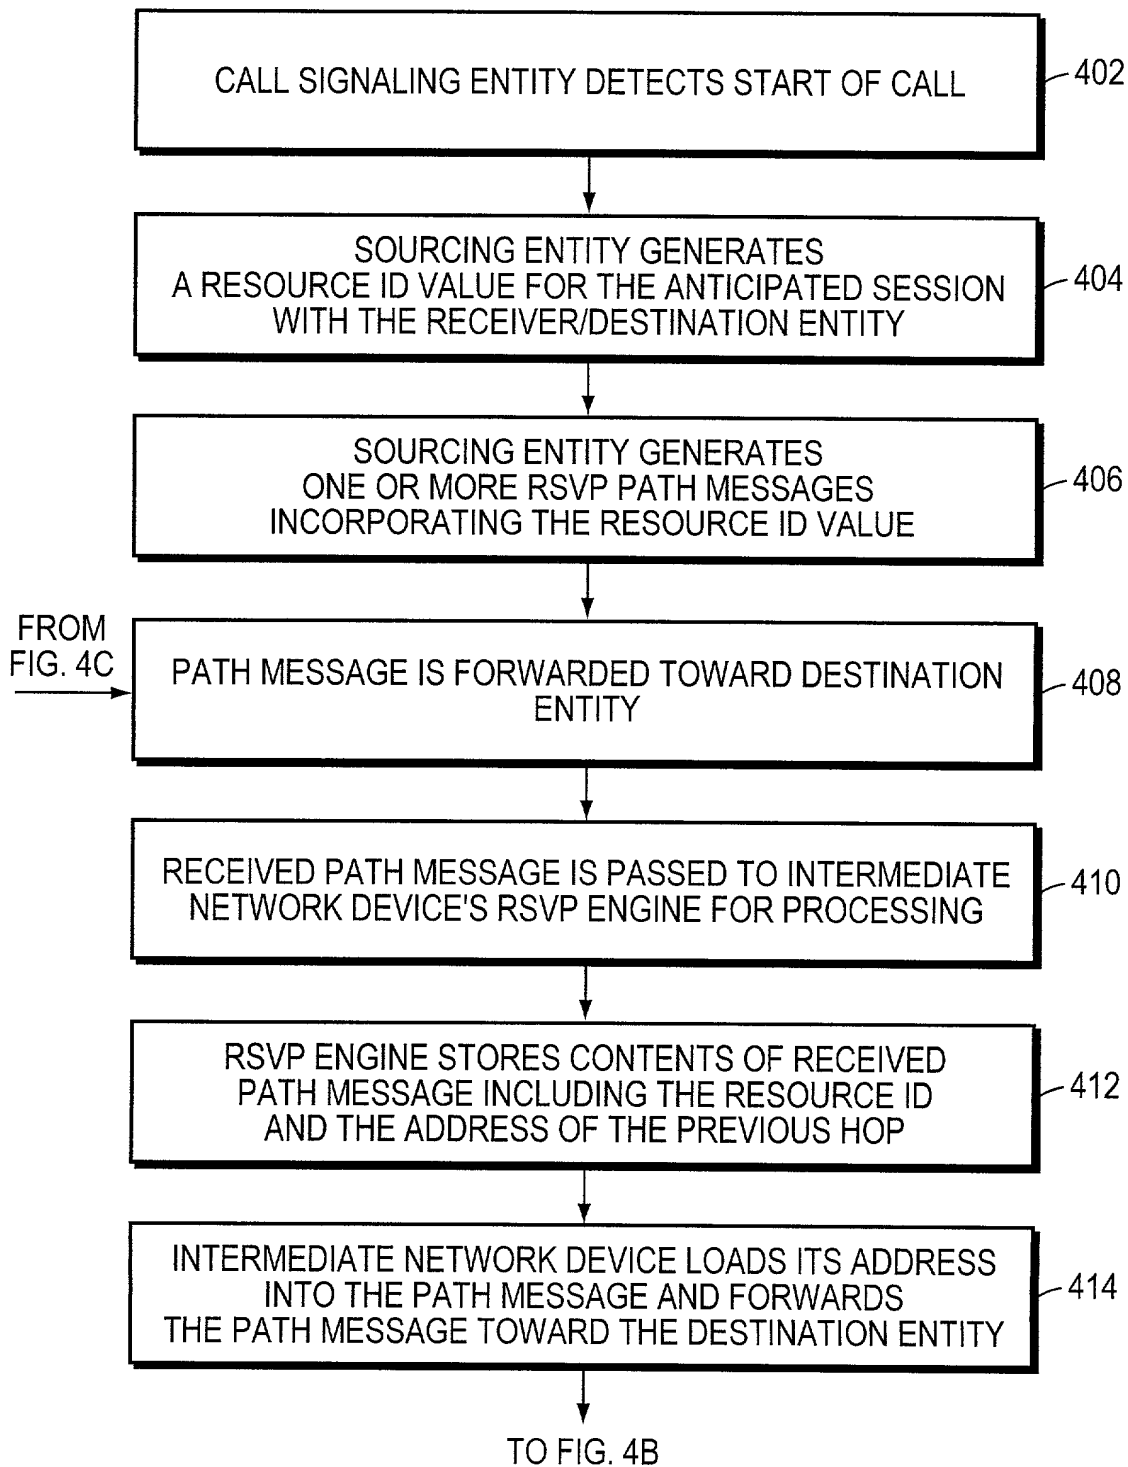 CALL SIGNALING ENTITY DETECTS START OF CALL
402
SOURCING ENTITY GENERATES
A RESOURCE ID VALUE FOR THE ANTICIPATED SESSION
WITH THE RECEIVER/DESTINATION ENTITY
404
SOURCING ENTITY GENERATES
ONE OR MORE RSVP PATH MESSAGES
INCORPORATING THE RESOURCE ID VALUE
406
FROM
FIG. 4C
PATH MESSAGE IS FORWARDED TOWARD DESTINATION
ENTITY
408
RECEIVED PATH MESSAGE IS PASSED TO INTERMEDIATE
NETWORK DEVICE'S RSVP ENGINE FOR PROCESSING
410
RSVP ENGINE STORES CONTENTS OF RECEIVED
PATH MESSAGE INCLUDING THE RESOURCE ID
AND THE ADDRESS OF THE PREVIOUS HOP
412
INTERMEDIATE NETWORK DEVICE LOADS ITS ADDRESS
INTO THE PATH MESSAGE AND FORWARDS
THE PATH MESSAGE TOWARD THE DESTINATION ENTITY
414
TO FIG. 4B